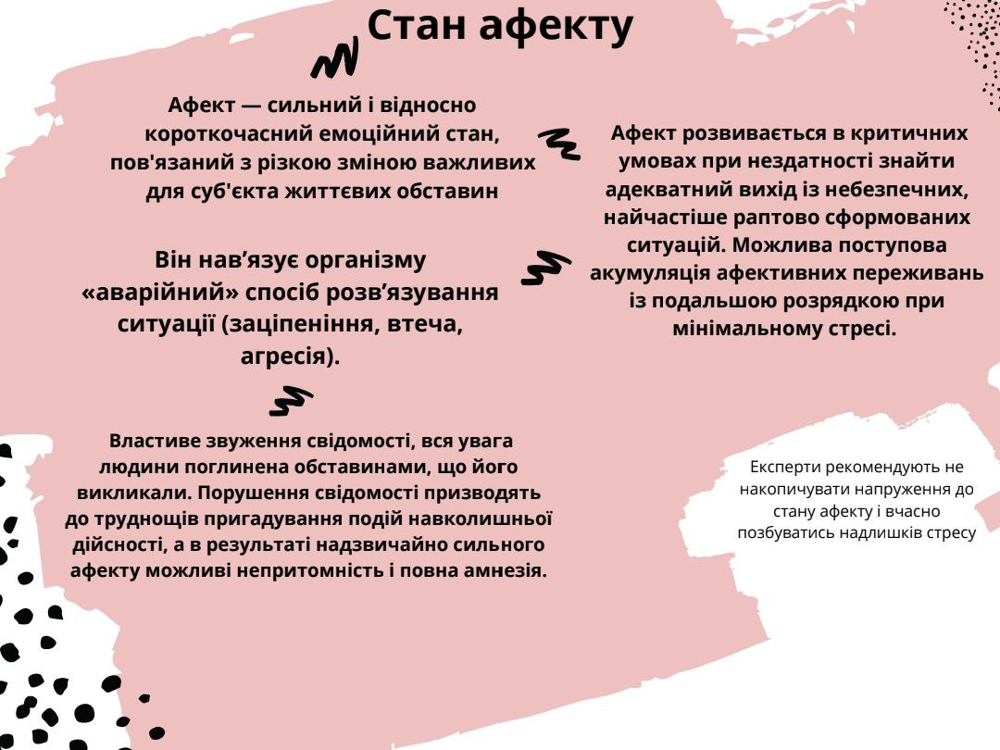 Стан афекту
Афект — сильний і відносно
короткочасний емоційний стан,
пов'язаний з різкою зміною важливих
для суб'єкта життєвих обставин
Афект розвивається в критичних
умовах при нездатності знайти
адекватний вихід із небезпечних,
найчастіше раптово сформованих
ситуацій. Можлива поступова
акумуляція афективних переживань
із подальшою розрядкою при
мінімальному стресі.
Він нав’язує організму
«аварійний» спосіб розв’язування
ситуації (заціпеніння, втеча,
агресія).
Властиве звуження свідомості, вся увага
людини поглинена обставинами, що його
викликали. Порушення свідомості призводять
до труднощів пригадування подій навколишньої
дійсності, а в результаті надзвичайно сильного
афекту можливі непритомність і повна амнезія.
Експерти рекомендують не
накопичувати напруження до
стану афекту і вчасно
позбуватись надлишків стресу